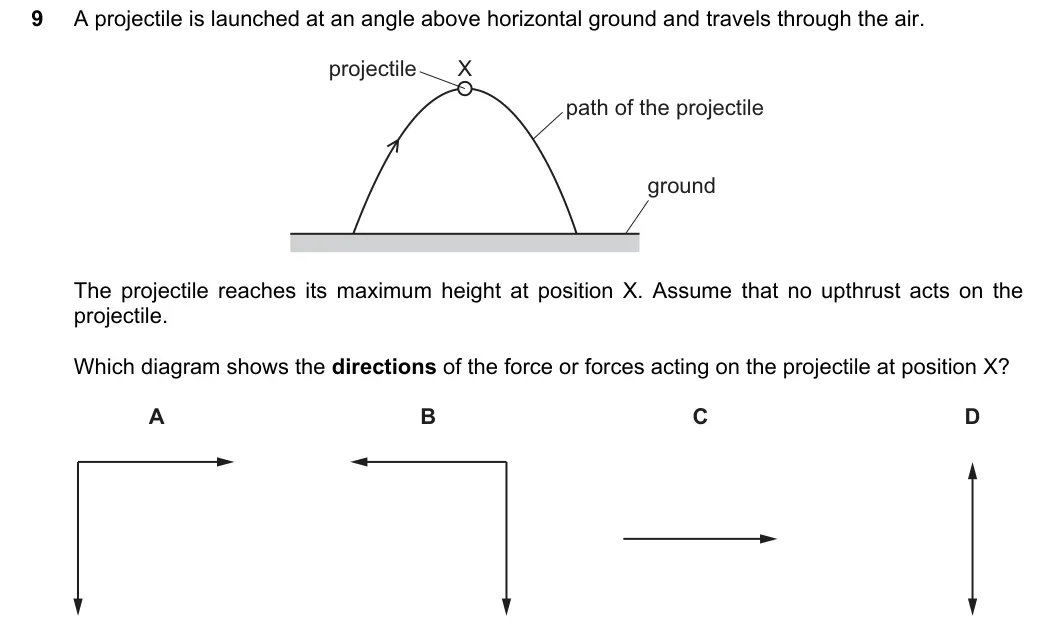 9 A projectile is launched at an angle above horizontal ground and travels through the air.
projectile X
path of the projectile
ground
The projectile reaches its maximum height at position X. Assume that no upthrust acts on the
projectile.
Which diagram shows the directions of the force or forces acting on the projectile at position X?
A B C D